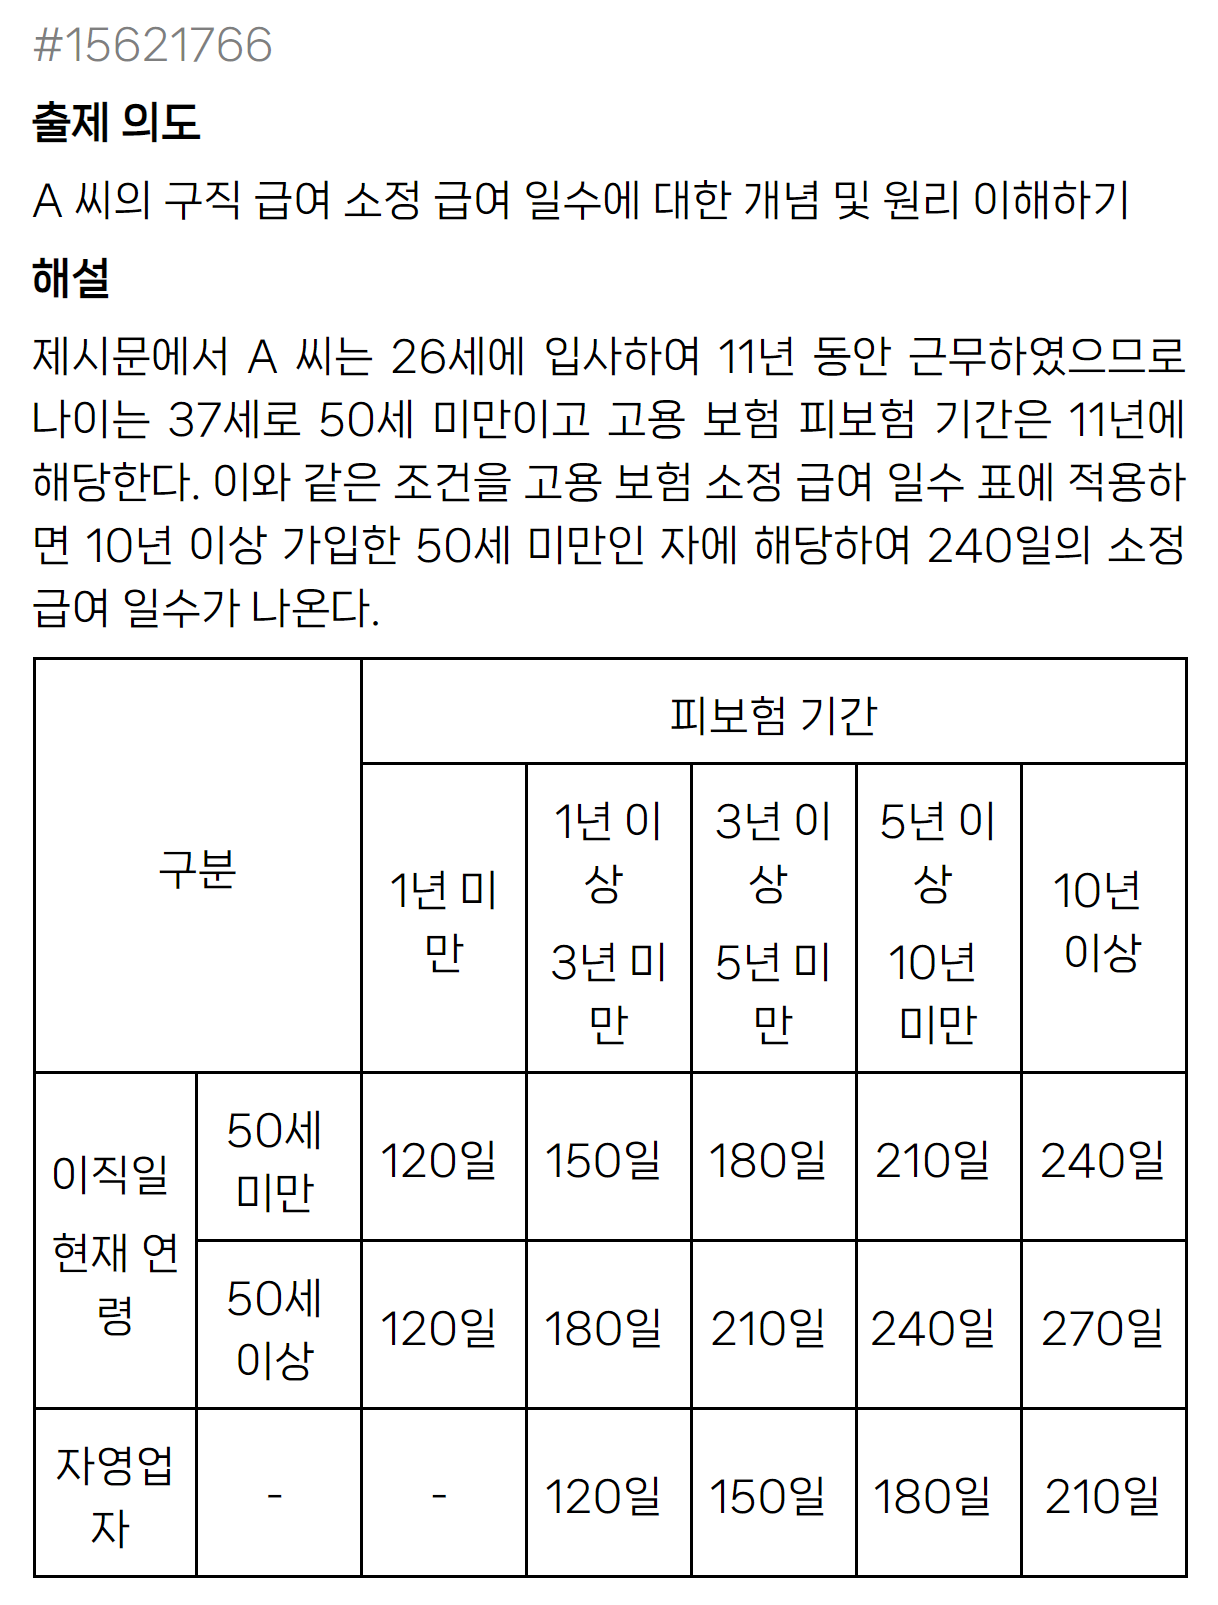 #15621766
출제 의도
A 씨의 구직 급여 소정 급여 일수에 대한 개념 및 원리 이해하기
해설
제시문에서 A 씨는 26세에 입사하여 11년 동안 근무하였으므로
나이는 37세로 50세 미만이고 고용 보험 피보험 기간은 11년에
해당한다. 이와 같은 조건을 고용 보험 소정 급여 일수 표에 적용하
면 10년 이상 가입한 50세 미만인 자에 해당하여 240일의 소정
급여 일수가 나온다.
구분
피보험 기간
1년 미
만
1년 이
상
3년 미
만
3년 이
상
5년 미
만
5년 이
상
10년
미만
10년
이상
이직일
현재 연
령
50세
미만
120일
150일
180일
210일
240일
50세
이상
120일
180일
210일
240일
270일
자영업
자
-
-
120일
150일
180일
210일